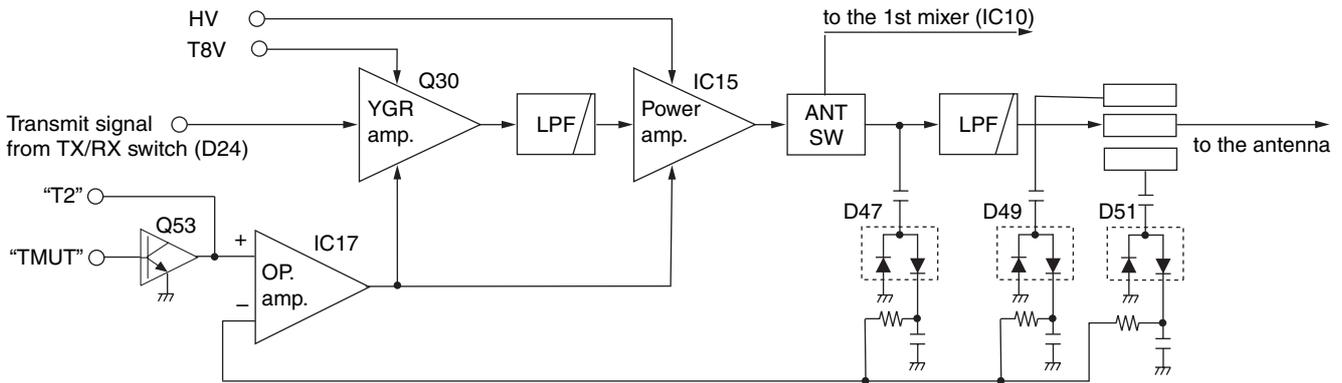 HV
T8V
to the 1st mixer (IC10)
Q30
IC15
YGR
amp.
LPF
Power
amp.
ANT
SW
LPF
Transmit signal
from TX/RX switch (D24)
to the antenna
“T2”
Q53
“TMUT”
+
IC17
OP.
amp.
–
D47
D49
D51